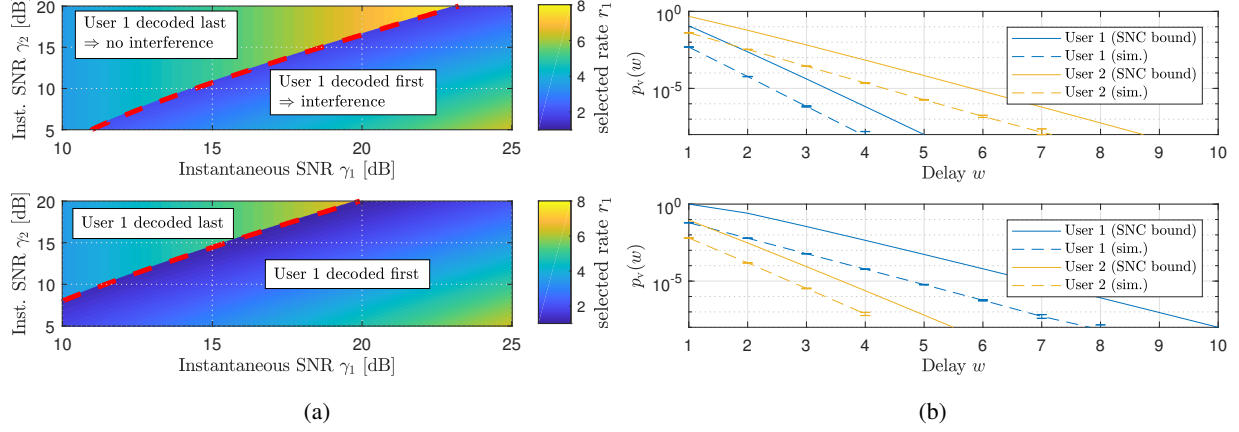 User 1 decoded last
⇒ no interference
User 1 decoded first
⇒ interference
20
15
10
5
10
15
20
25
Inst. SNR γ2 [dB]
Instantaneous SNR γ1 [dB]
8
6
4
2
selected rate r1
User 1 decoded last
User 1 decoded first
20
15
10
5
10
15
20
25
Inst. SNR γ2 [dB]
Instantaneous SNR γ1 [dB]
8
6
4
2
selected rate r1
(a)
10^0
10^-5
pv(w)
User 1 (SNC bound)
User 1 (sim.)
User 2 (SNC bound)
User 2 (sim.)
1 2 3 4 5 6 7 8 9 10
Delay w
10^0
10^-5
pv(w)
User 1 (SNC bound)
User 1 (sim.)
User 2 (SNC bound)
User 2 (sim.)
1 2 3 4 5 6 7 8 9 10
Delay w
(b)